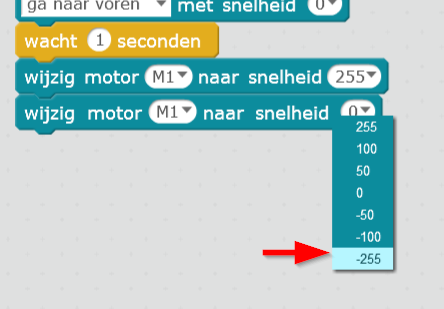 ga naar voren met snelheid 0
wacht 1 seconden
wijzig motor M1 naar snelheid 255
wijzig motor M1 naar snelheid 0
255
100
50
0
-50
-100
-255